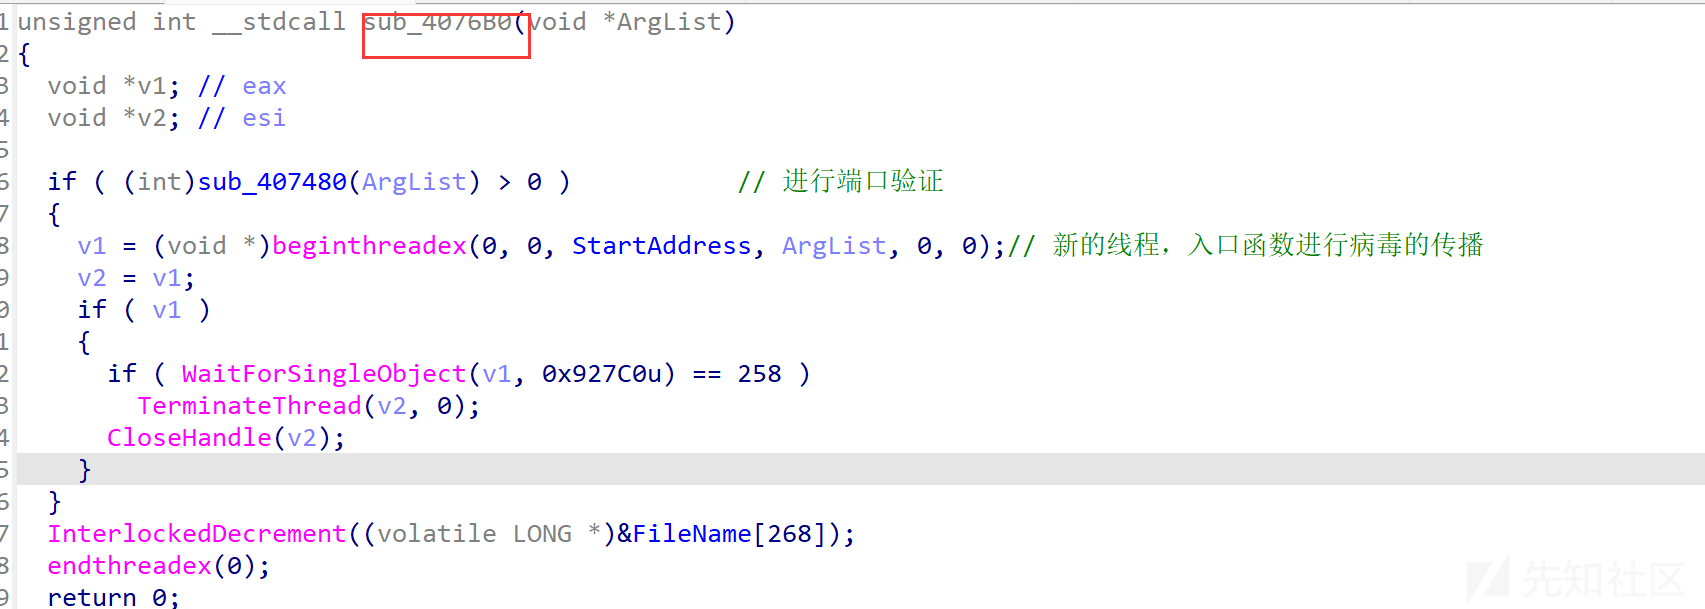 1 unsigned int __stdcall sub_4076B0(void *ArgList)
2 {
3   void *v1; // eax
4   void *v2; // esi
5
6   if ( (int)sub_407480(ArgList) > 0 )           // 进行端口验证
7   {
8     v1 = (void *)beginthreadex(0, 0, StartAddress, ArgList, 0, 0);// 新的线程，入口函数进行病毒的传播
9     v2 = v1;
0     if ( v1 )
1     {
2       if ( WaitForSingleObject(v1, 0x927C0u) == 258 )
3         TerminateThread(v2, 0);
4       CloseHandle(v2);
5     }
6   }
7   InterlockedDecrement((volatile LONG *)&FileName[268]);
8   endthreadex(0);
9   return 0;
先知社区